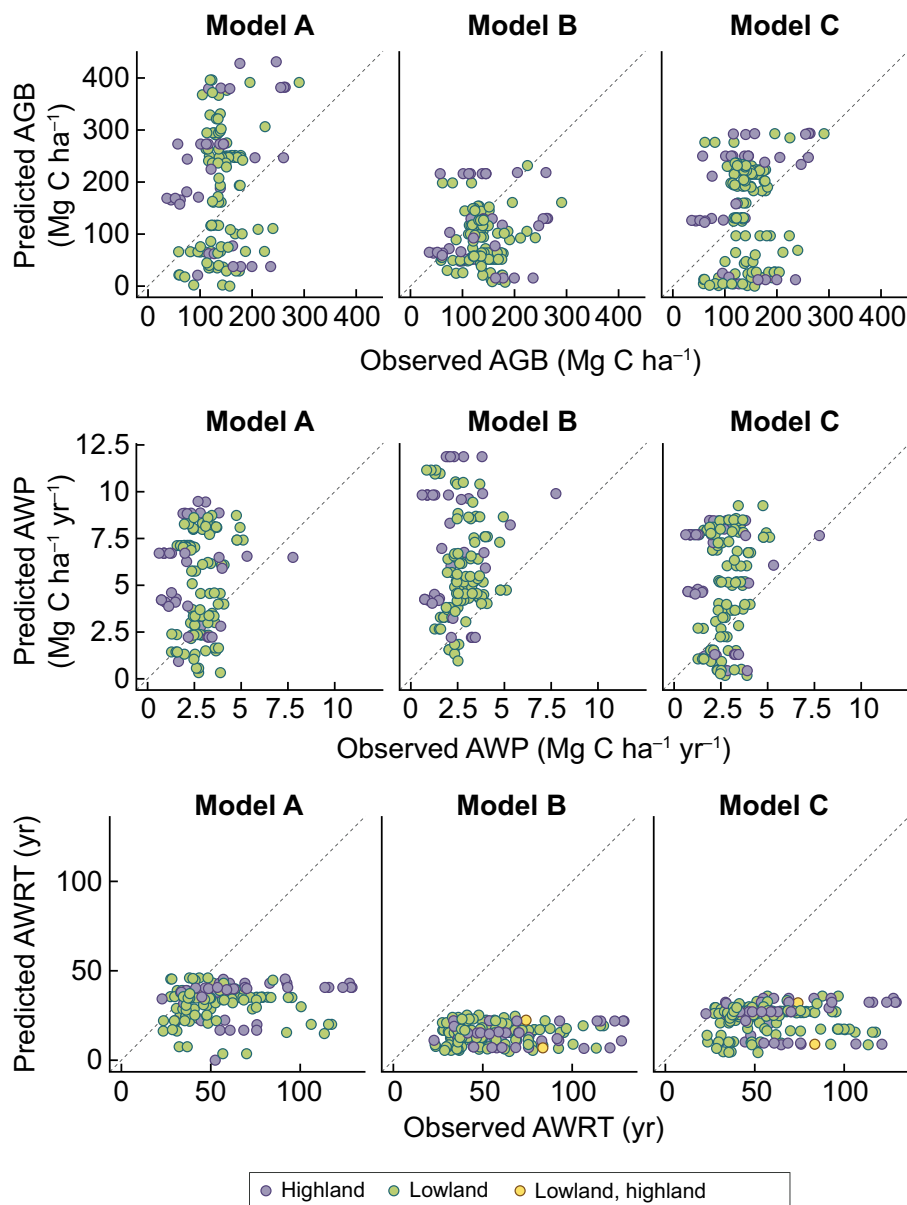 Model A Model B Model C
Predicted AGB
(Mg C ha⁻¹)
400
300
200
100
0
0 100 200 300 400 0 100 200 300 400 0 100 200 300 400
Observed AGB (Mg C ha⁻¹)
Model A Model B Model C
Predicted AWP
(Mg C ha⁻¹ yr⁻¹)
12.5
10
7.5
5
2.5
0
0 2.5 5 7.5 10 0 2.5 5 7.5 10 0 2.5 5 7.5 10
Observed AWP (Mg C ha⁻¹ yr⁻¹)
Model A Model B Model C
Predicted AWRT (yr)
100
50
0
0 50 100 0 50 100 0 50 100
Observed AWRT (yr)
Highland Lowland Lowland, highland